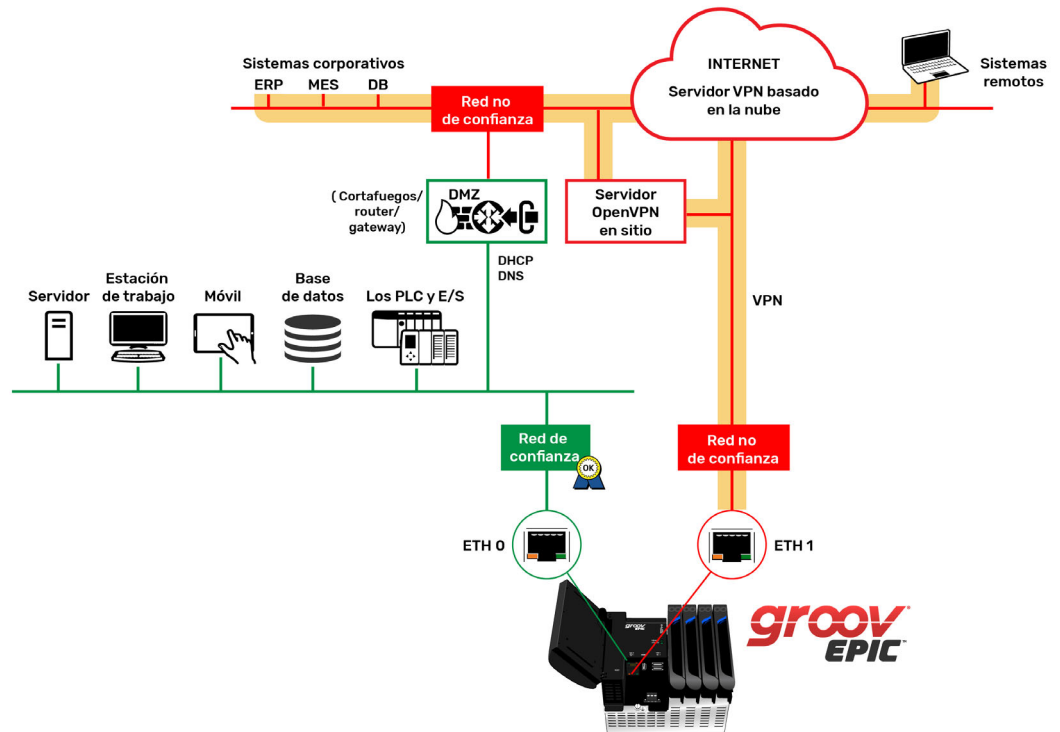 INTERNET
Servidor VPN basado
en la nube
Sistemas
remotos
Sistemas corporativos
ERP MES DB
Red no
de confianza
(Cortafuegos/
router/
gateway)
DMZ
Servidor
OpenVPN
en sitio
DHCP
DNS
VPN
Servidor
Estación
de trabajo
Móvil
Base
de datos
Los PLC y E/S
Red de
confianza
OK
Red no
de confianza
ETH 0
ETH 1
groov
groov
EPIC™